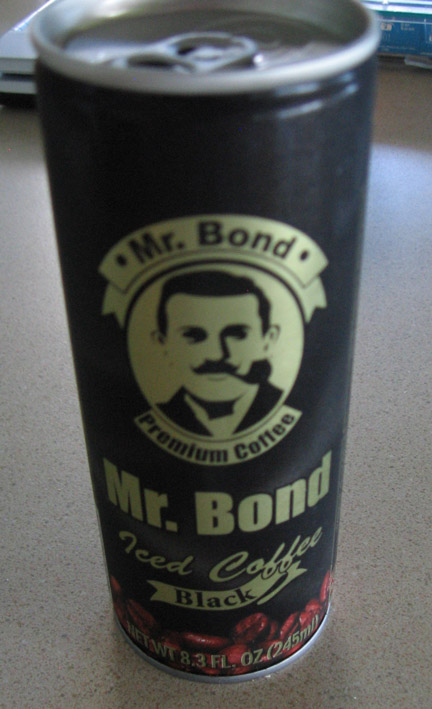 • Mr. Bond •
Premium Coffee
Mr. Bond
Iced Coffee
Black
NET WT 8.3 FL. OZ (245ml)